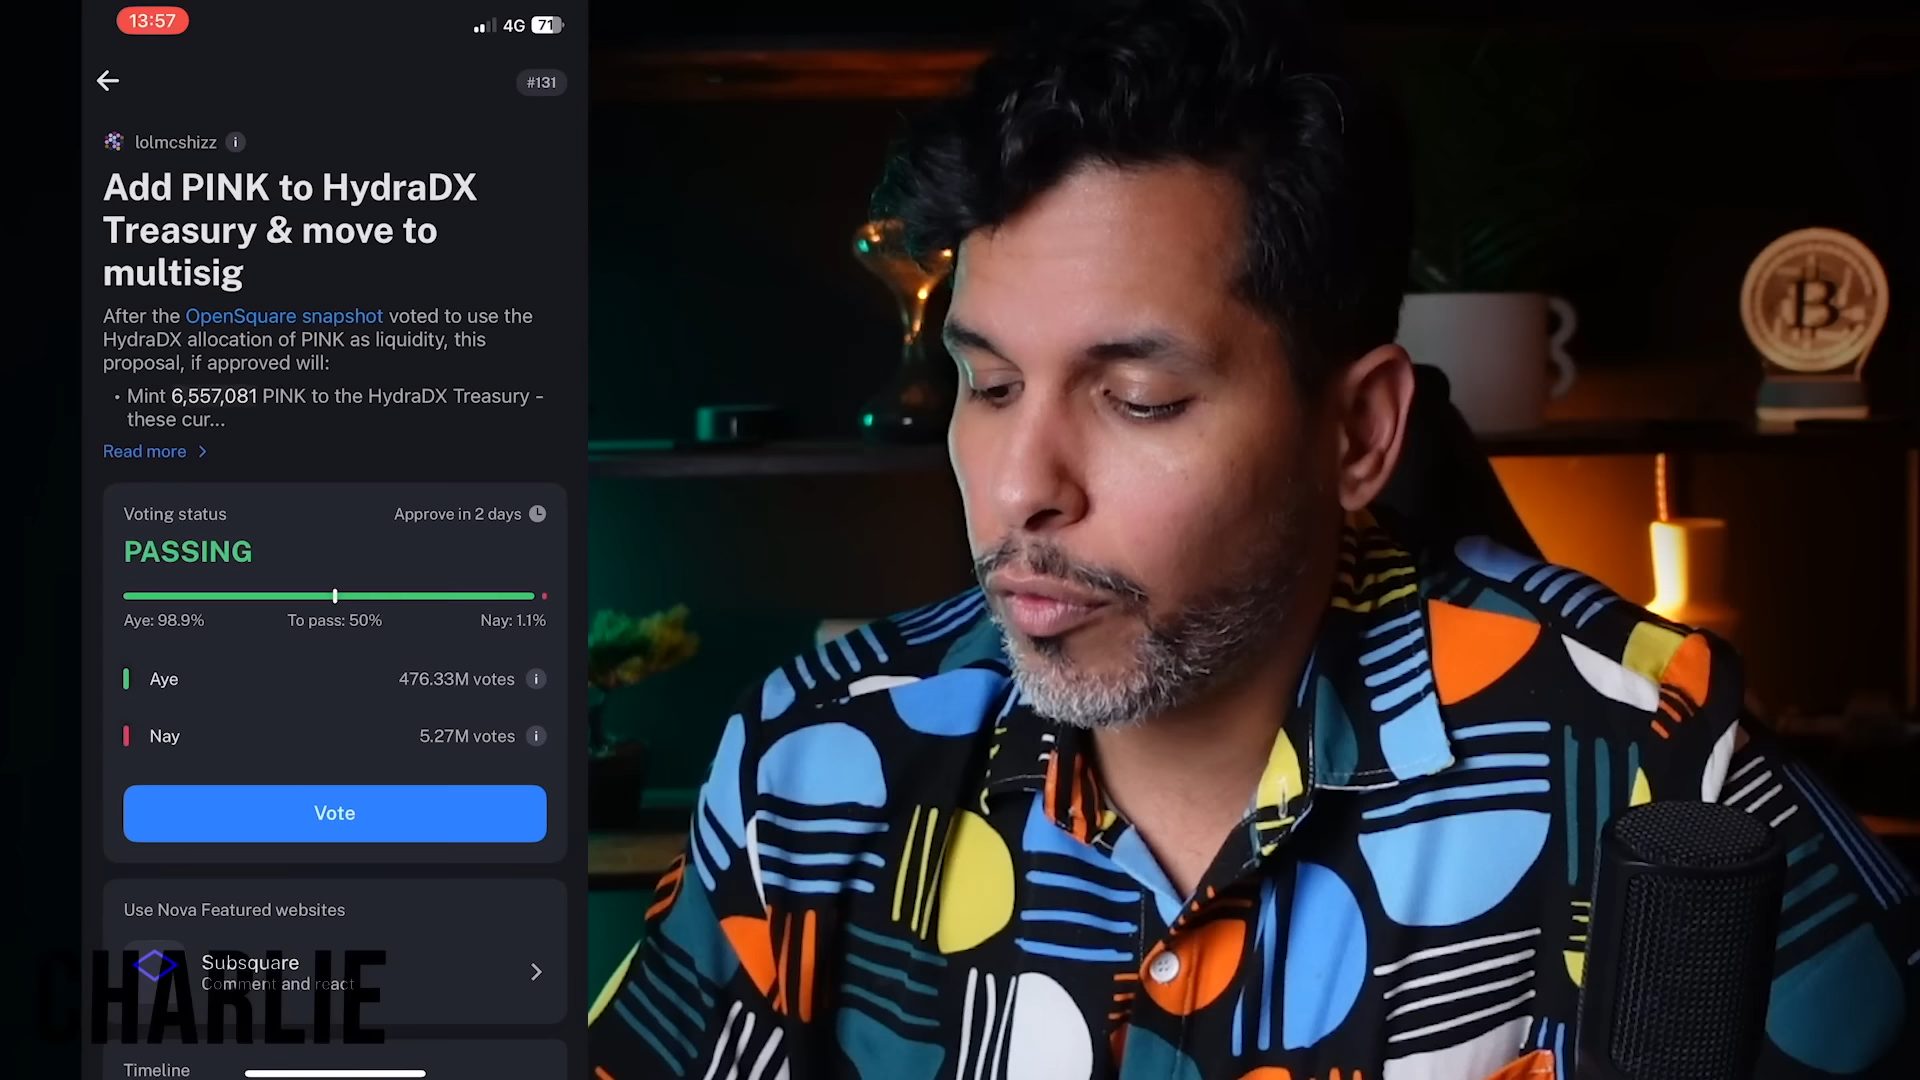 13:57
4G 71
#131
lolmcshizz i
Add PINK to HydraDX
Treasury & move to
multisig
After the OpenSquare snapshot voted to use the
HydraDX allocation of PINK as liquidity, this
proposal, if approved will:
• Mint 6,557,081 PINK to the HydraDX Treasury -
these cur...
Read more >
Voting status
Approve in 2 days
PASSING
Aye: 98.9%
To pass: 50%
Nay: 1.1%
Aye
476.33M votes i
Nay
5.27M votes i
Vote
Use Nova Featured websites
Subsquare
Comment and react
CHARLIE
Timeline